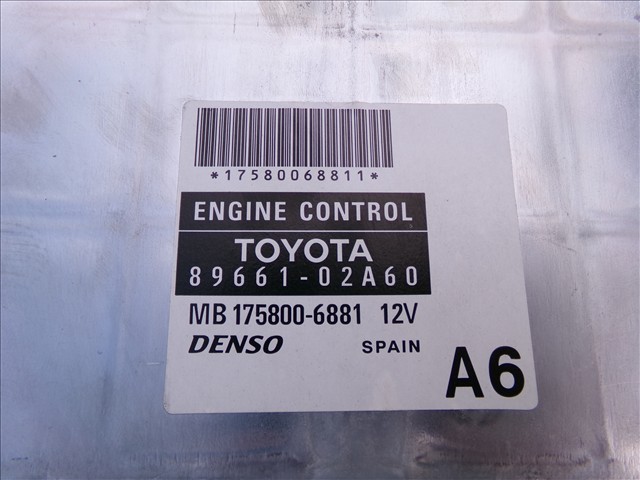 *17580068811*
ENGINE CONTROL
TOYOTA
89661-02A60
MB 175800-6881 12V
DENSO SPAIN
A6